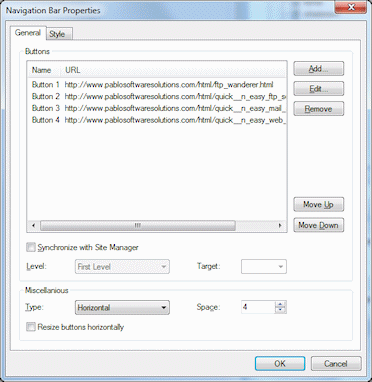 Navigation Bar Properties
General Style
Buttons
Name URL
Button 1 http://www.pablosoftwaresolutions.com/html/ftp_wanderer.html
Button 2 http://www.pablosoftwaresolutions.com/html/quick__n_easy_ftp_se
Button 3 http://www.pablosoftwaresolutions.com/html/quick__n_easy_mail_
Button 4 http://www.pablosoftwaresolutions.com/html/quick__n_easy_web_
Add...
Edit...
Remove
Move Up
Move Down
Synchronize with Site Manager
Level: First Level Target:
Miscellanious
Type: Horizontal Space: 4
Resize buttons horizontally
OK Cancel